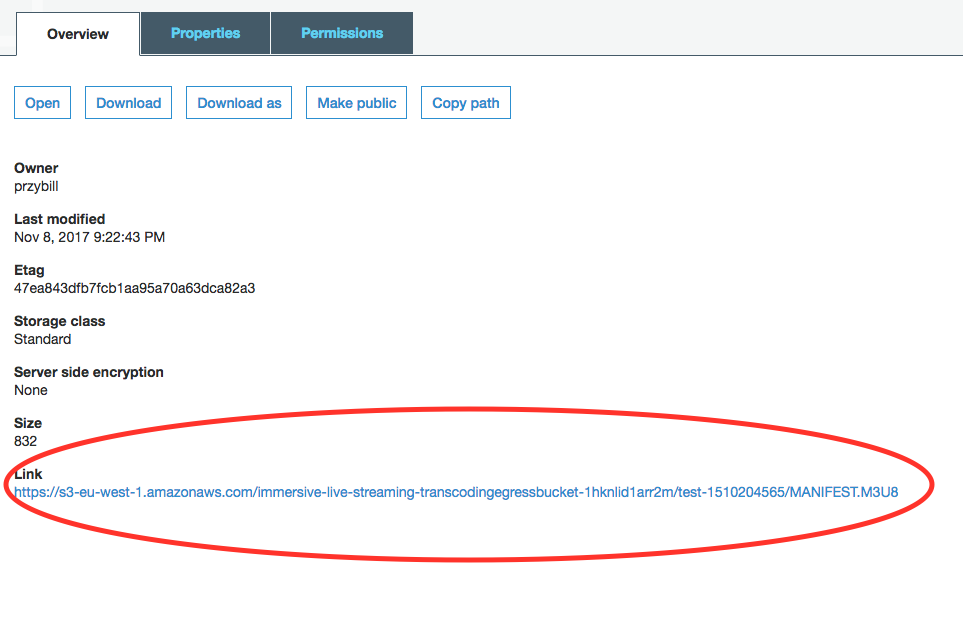 Overview Properties Permissions
Open Download Download as Make public Copy path
Owner
przybill
Last modified
Nov 8, 2017 9:22:43 PM
Etag
47ea843dfb7fcb1aa95a70a63dca82a3
Storage class
Standard
Server side encryption
None
Size
832
Link
https://s3-eu-west-1.amazonaws.com/immersive-live-streaming-transcodingegressbucket-1hknlid1arr2m/test-1510204565/MANIFEST.M3U8